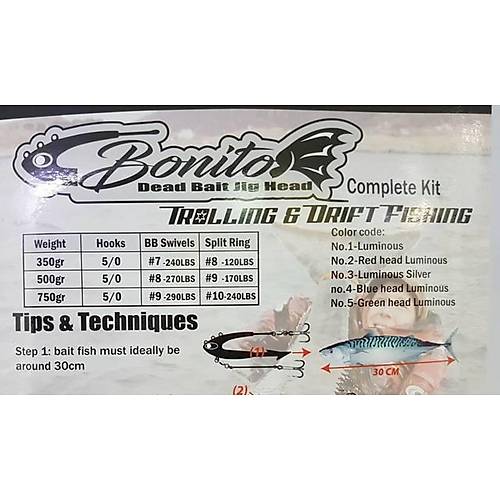 Bonito
Dead Bait Jig Head
Complete Kit
TROLLING & DRIFT FISHING
Weight Hooks BB Swivels Split Ring
350gr 5/0 #7-240LBS #8 -120LBS
500gr 5/0 #8-270LBS #9 -170LBS
750gr 5/0 #9-290LBS #10-240LBS
Color code:
No.1-Luminous
No.2-Red head Luminous
No.3-Luminous Silver
no.4-Blue head Luminous
No.5-Green head Luminous
Tips & Techniques
Step 1: bait fish must ideally be
around 30cm
(1)
30 CM
(2)